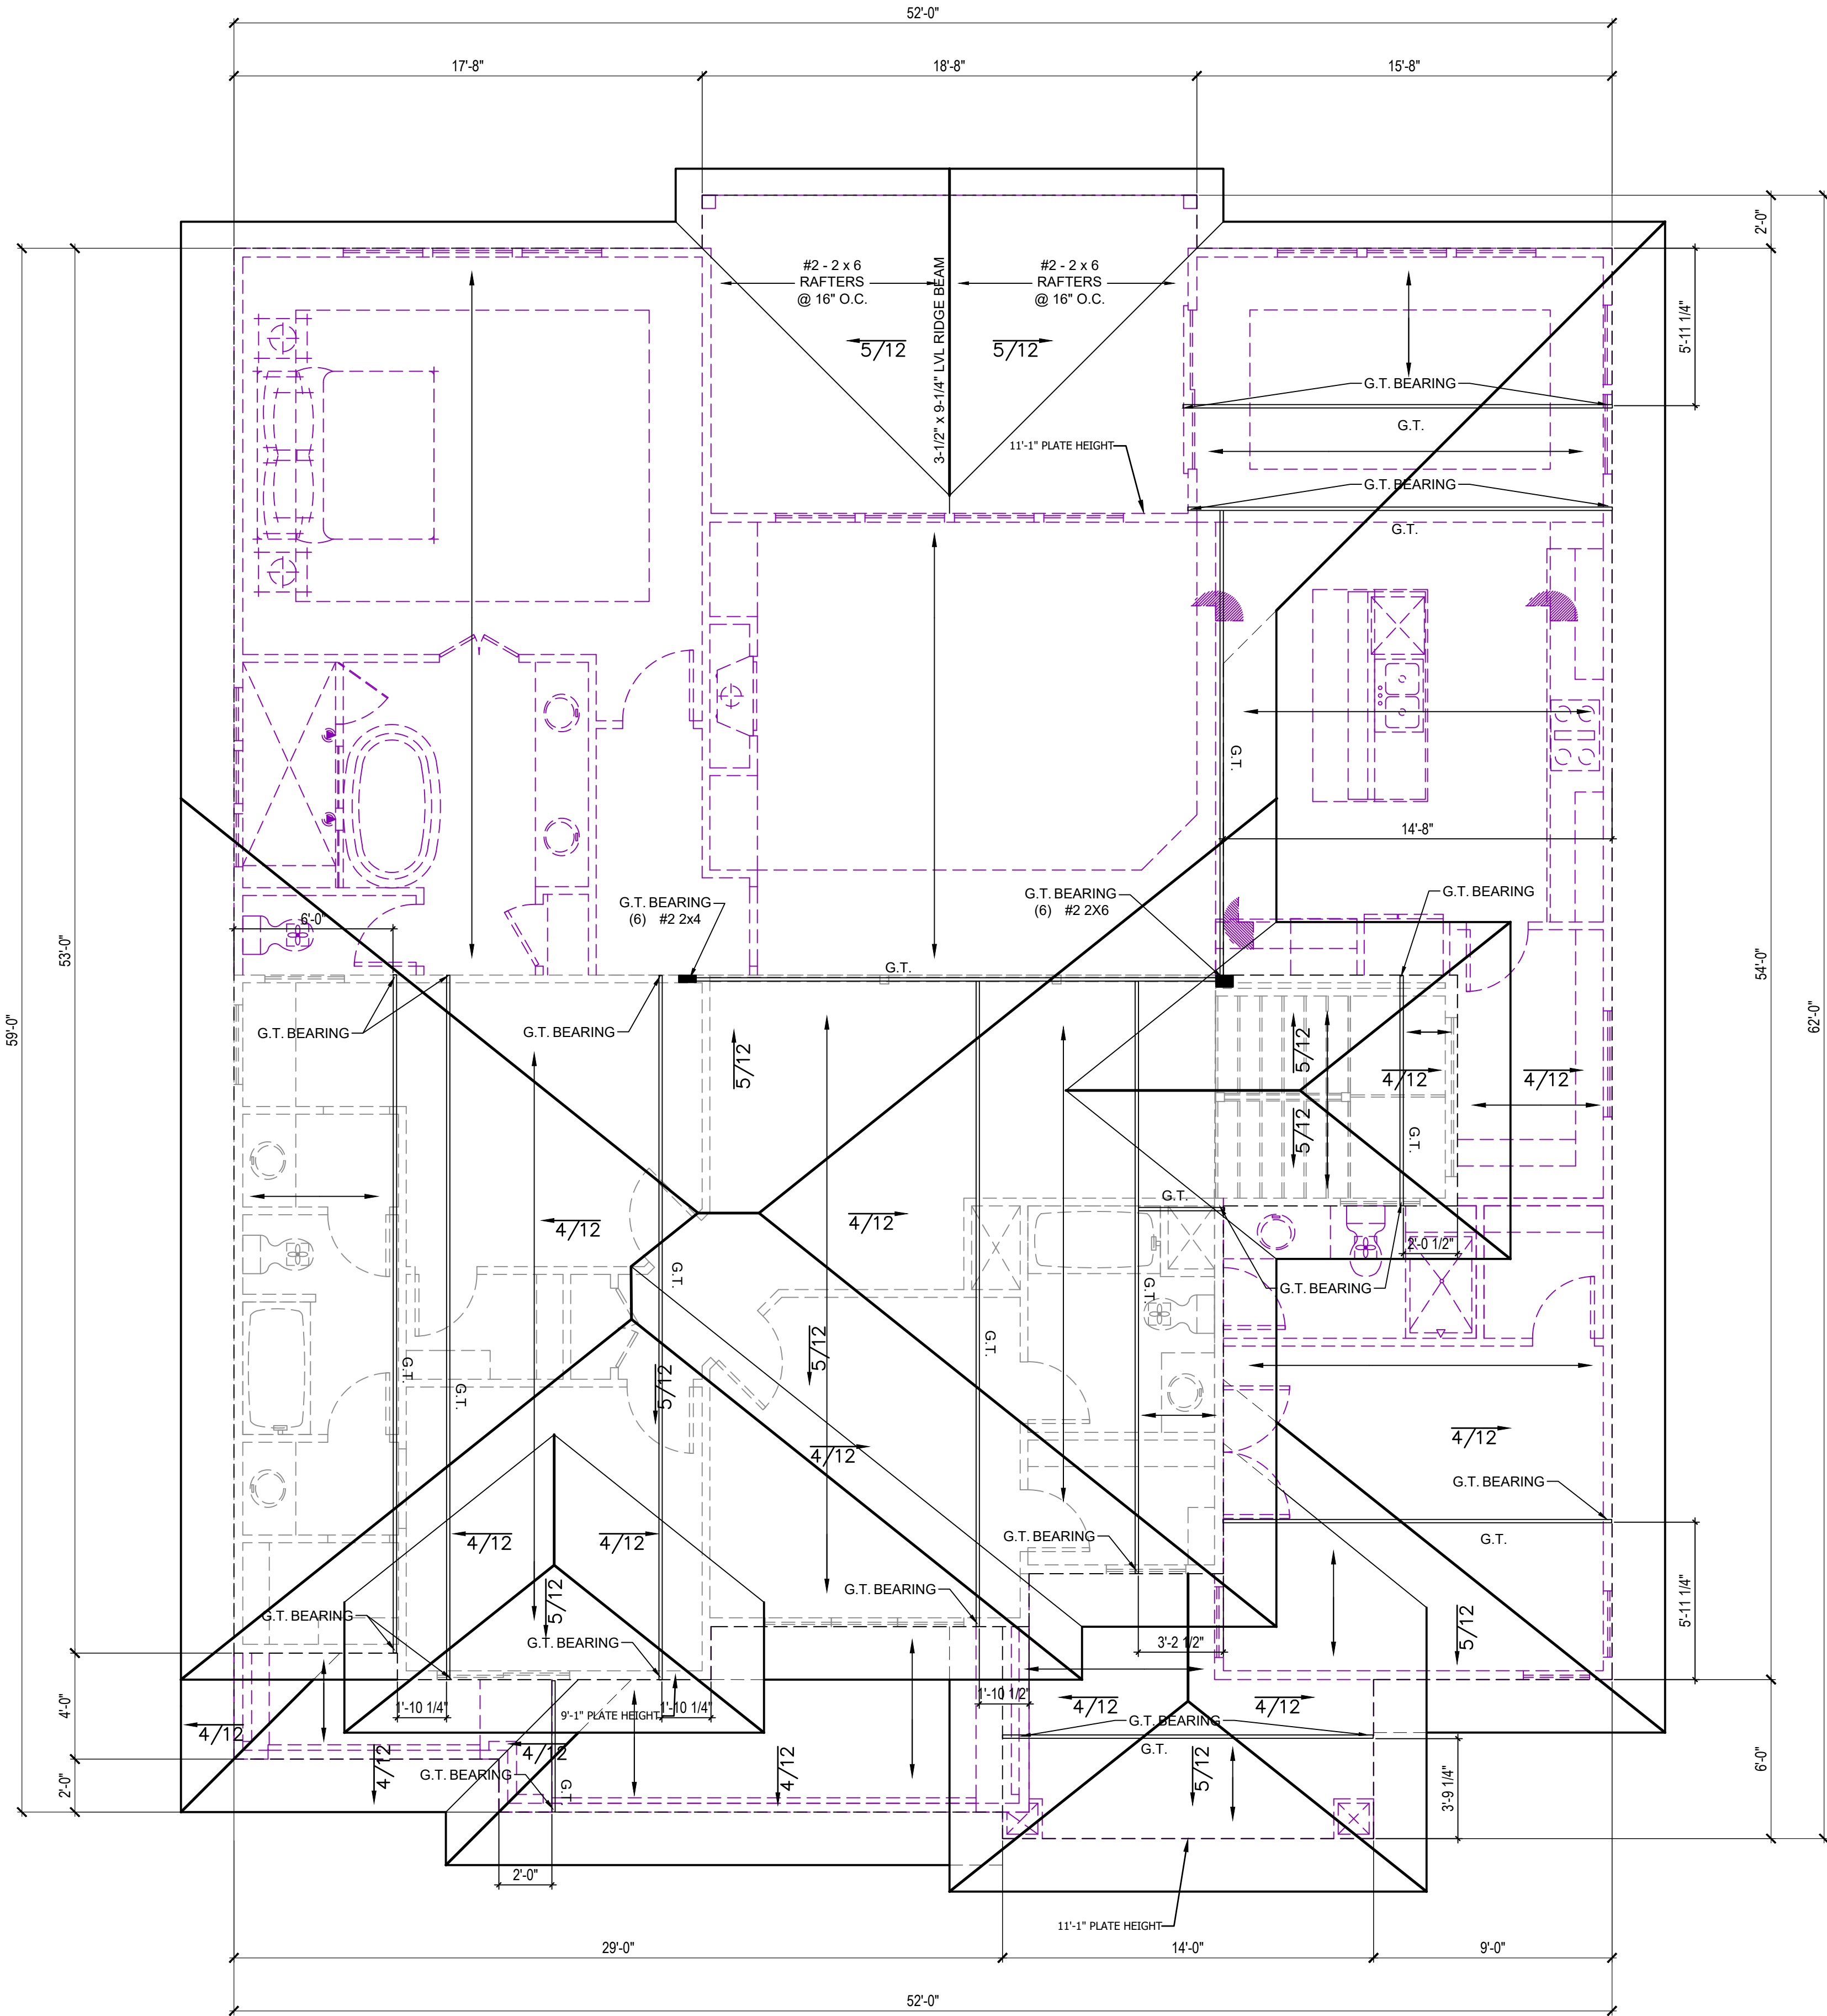 52'-0"
17'-8"
18'-8"
15'-8"
2'-0"
#2 - 2 x 6
RAFTERS
@ 16" O.C.
#2 - 2 x 6
RAFTERS
@ 16" O.C.
3-1/2" x 9-1/4" LVL RIDGE BEAM
5/12
5/12
5'-11 1/4"
G.T. BEARING
G.T.
11'-1" PLATE HEIGHT
G.T. BEARING
G.T.
G.T.
14'-8"
G.T. BEARING
(6) #2 2x4
G.T. BEARING
(6) #2 2X6
G.T. BEARING
6'-0"
53'-0"
59'-0"
54'-0"
62'-0"
G.T.
G.T. BEARING
G.T. BEARING
5/12
5/12
4/12
4/12
5/12
G.T.
G.T.
4/12
4/12
2'-0 1/2"
G.T. BEARING
G.T.
G.T.
G.T.
5/12
G.T.
G.T.
5/12
4/12
4/12
G.T. BEARING
G.T.
4/12
4/12
G.T. BEARING
5/12
G.T. BEARING
5'-11 1/4"
G.T. BEARING
G.T. BEARING
5/12
3'-2 1/2"
1'-10 1/4"
1'-10 1/4"
9'-1" PLATE HEIGHT
1'-10 1/2"
4/12
4/12
G.T. BEARING
G.T.
4/12
4/12
4/12
4/12
5/12
G.T. BEARING
G.T.
4'-0"
2'-0"
6'-0"
3'-9 1/4"
2'-0"
11'-1" PLATE HEIGHT
29'-0"
14'-0"
9'-0"
52'-0"